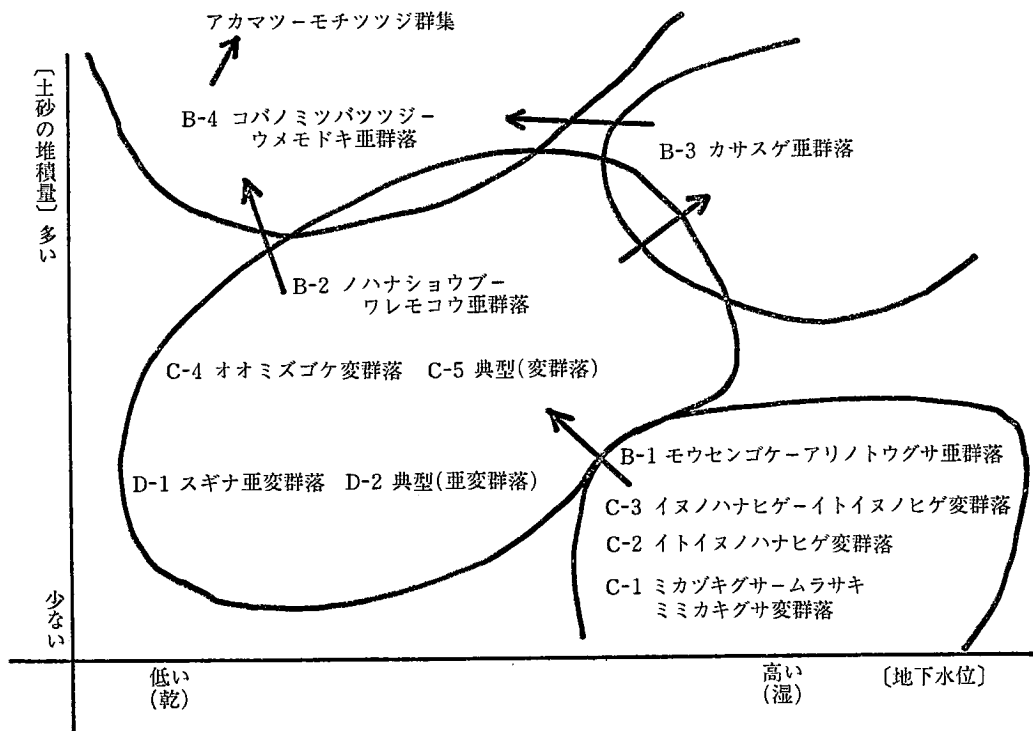 アカマツーモチツツジ群集
〔土砂の堆積量〕多い
B-4 コバノミツバツツジー
ウメモドキ亜群落
B-3 カサスゲ亜群落
B-2 ノハナショウブー
ワレモコウ亜群落
C-4 オオミズゴケ変群落 C-5 典型(変群落)
B-1 モウセンゴケーアリノトウグサ亜群落
D-1 スギナ亜変群落 D-2 典型(亜変群落)
C-3 イヌノハナヒゲーイトイヌノヒゲ変群落
C-2 イトイヌノハナヒゲ変群落
C-1 ミカヅキグサームラサキ
ミミカキグサ変群落
少ない
低い
(乾)
高い
(湿)
〔地下水位〕